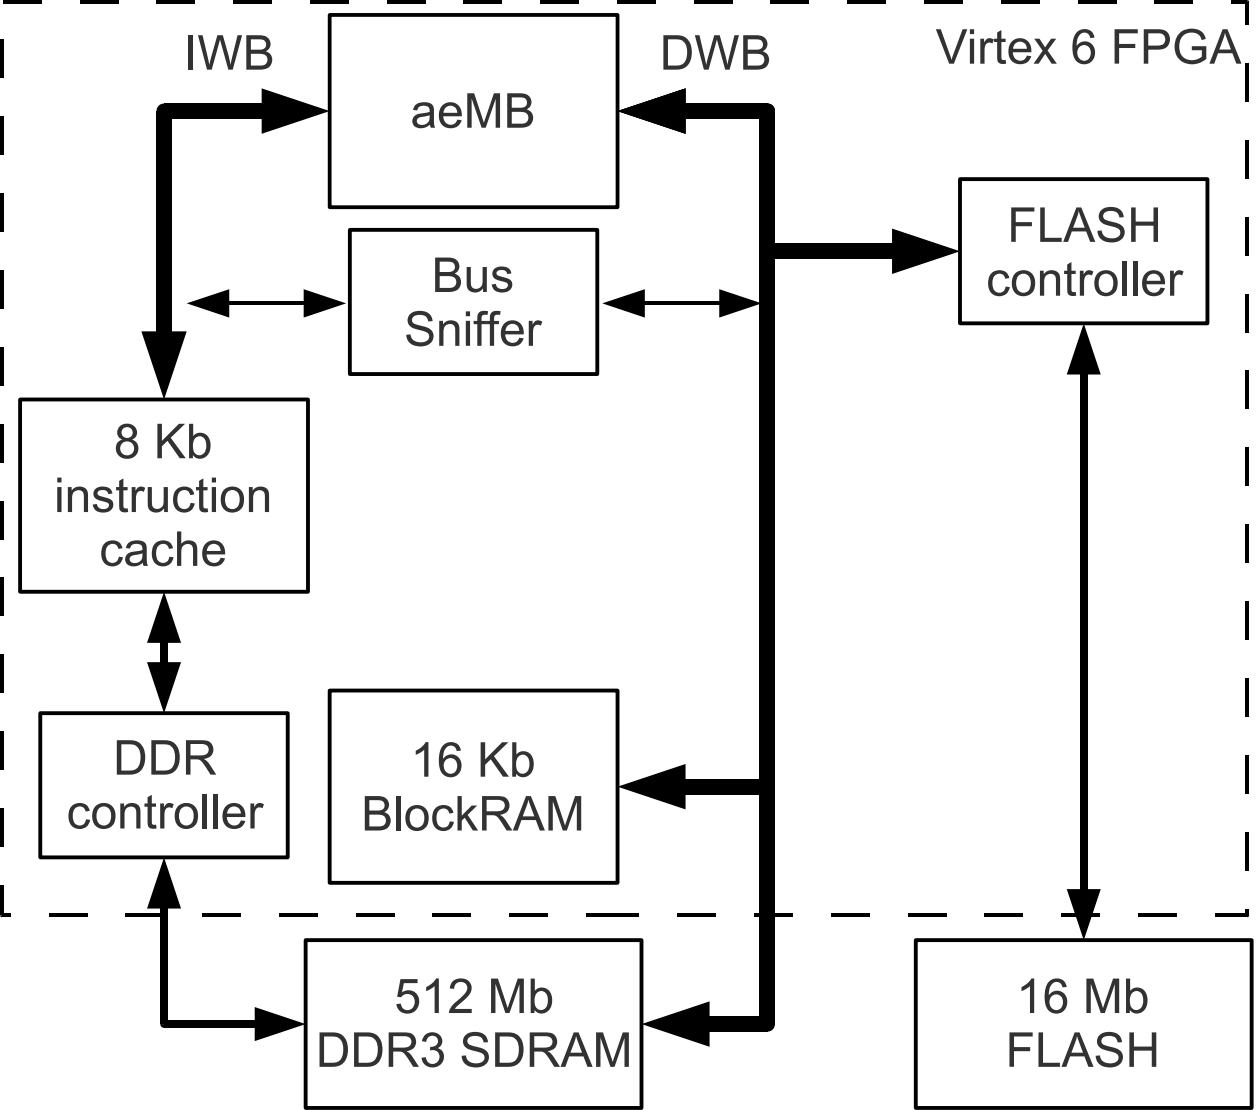 IWB
DWB
Virtex 6 FPGA
aeMB
FLASH
controller
Bus
Sniffer
8 Kb
instruction
cache
DDR
controller
16 Kb
BlockRAM
512 Mb
DDR3 SDRAM
16 Mb
FLASH